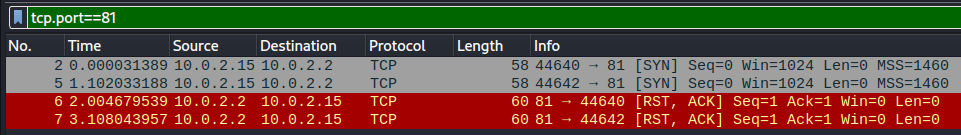 tcp.port==81
No. Time Source Destination Protocol Length Info
2 0.000031389 10.0.2.15 10.0.2.2 TCP 58 44640 → 81 [SYN] Seq=0 Win=1024 Len=0 MSS=1460
5 1.102033188 10.0.2.15 10.0.2.2 TCP 58 44642 → 81 [SYN] Seq=0 Win=1024 Len=0 MSS=1460
6 2.004679539 10.0.2.2 10.0.2.15 TCP 60 81 → 44640 [RST, ACK] Seq=1 Ack=1 Win=0 Len=0
7 3.108043957 10.0.2.2 10.0.2.15 TCP 60 81 → 44642 [RST, ACK] Seq=1 Ack=1 Win=0 Len=0